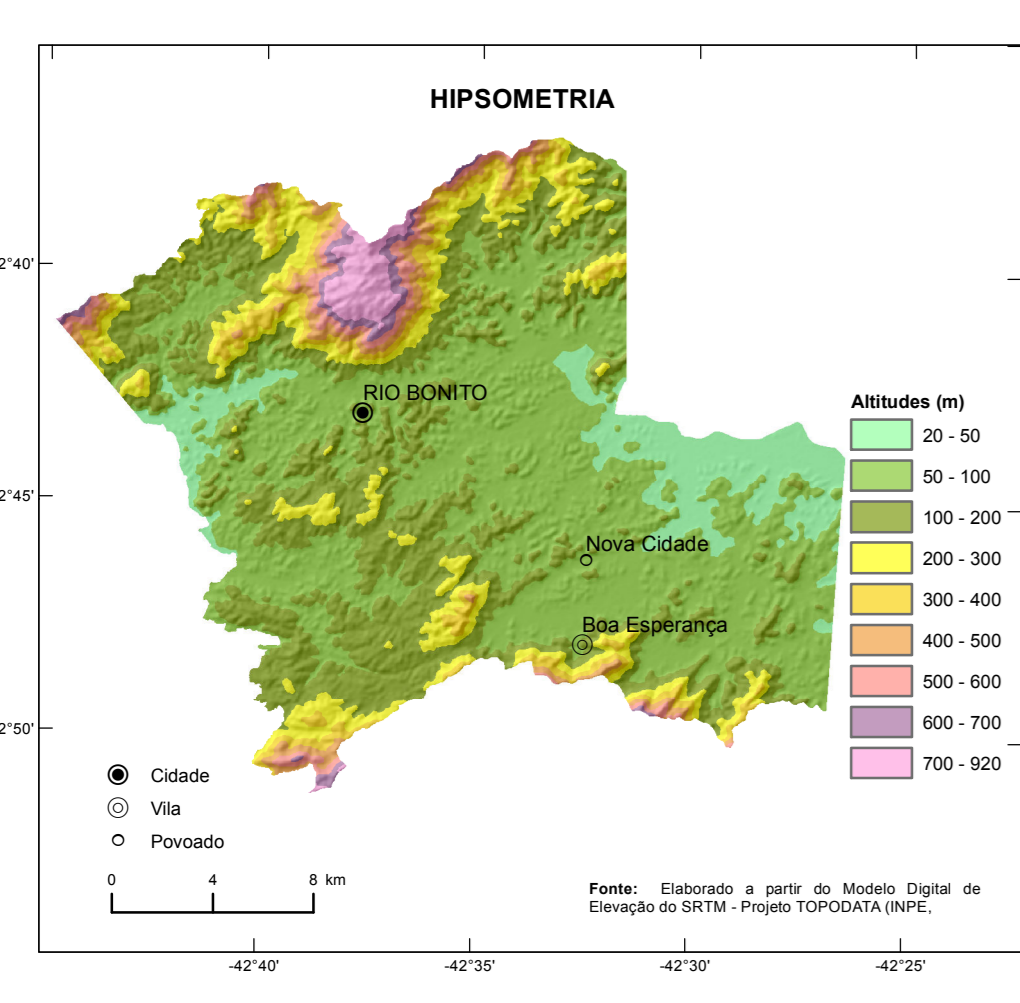 HIPSOMETRIA
2°40'
RIO BONITO
Altitudes (m)
20 - 50
50 - 100
100 - 200
200 - 300
300 - 400
400 - 500
500 - 600
600 - 700
700 - 920
2°45'
Nova Cidade
Boa Esperança
2°50'
Cidade
Vila
Povoado
0 4 8 km
Fonte: Elaborado a partir do Modelo Digital de
Elevação do SRTM - Projeto TOPODATA (INPE,
-42°40' -42°35' -42°30' -42°25'